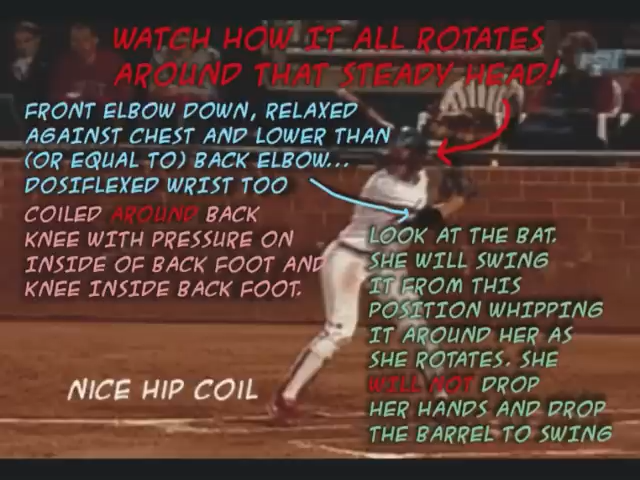 WATCH HOW IT ALL ROTATES
AROUND THAT STEADY HEAD!
FRONT ELBOW DOWN, RELAXED
AGAINST CHEST AND LOWER THAN
(OR EQUAL TO) BACK ELBOW...
DOSIFLEXED WRIST TOO
COILED AROUND BACK
KNEE WITH PRESSURE ON
INSIDE OF BACK FOOT AND
KNEE INSIDE BACK FOOT.
NICE HIP COIL
LOOK AT THE BAT.
SHE WILL SWING
IT FROM THIS
POSITION WHIPPING
IT AROUND HER AS
SHE ROTATES. SHE
WILL NOT DROP
HER HANDS AND DROP
THE BARREL TO SWING